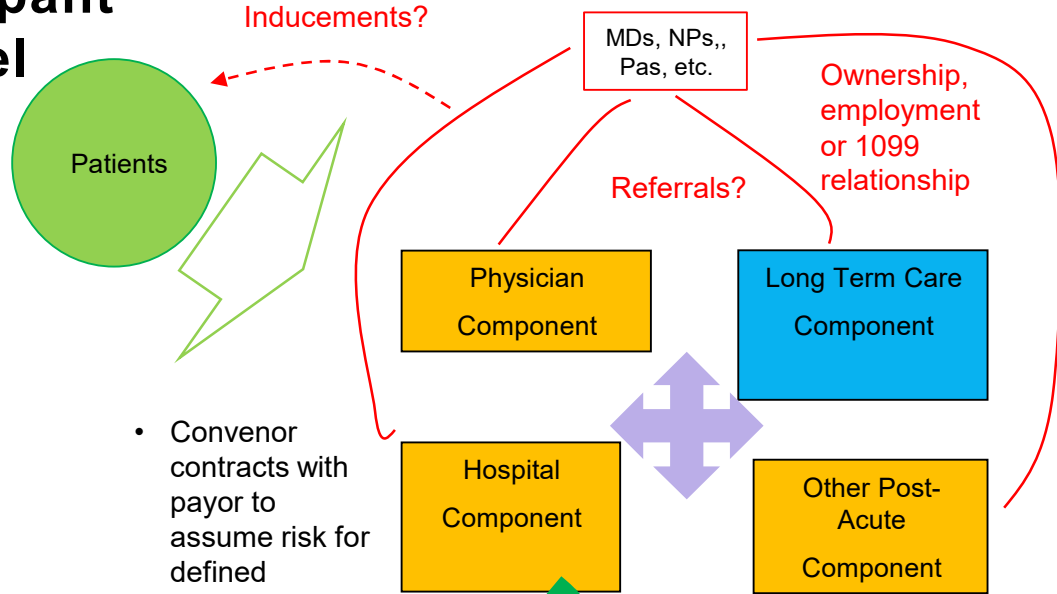 pant
el
Inducements?
MDs, NPs,,
Pas, etc.
Ownership,
employment
or 1099
relationship
Patients
Referrals?
Physician
Component
Long Term Care
Component
• Convenor
contracts with
payor to
assume risk for
defined
Hospital
Component
Other Post-
Acute
Component